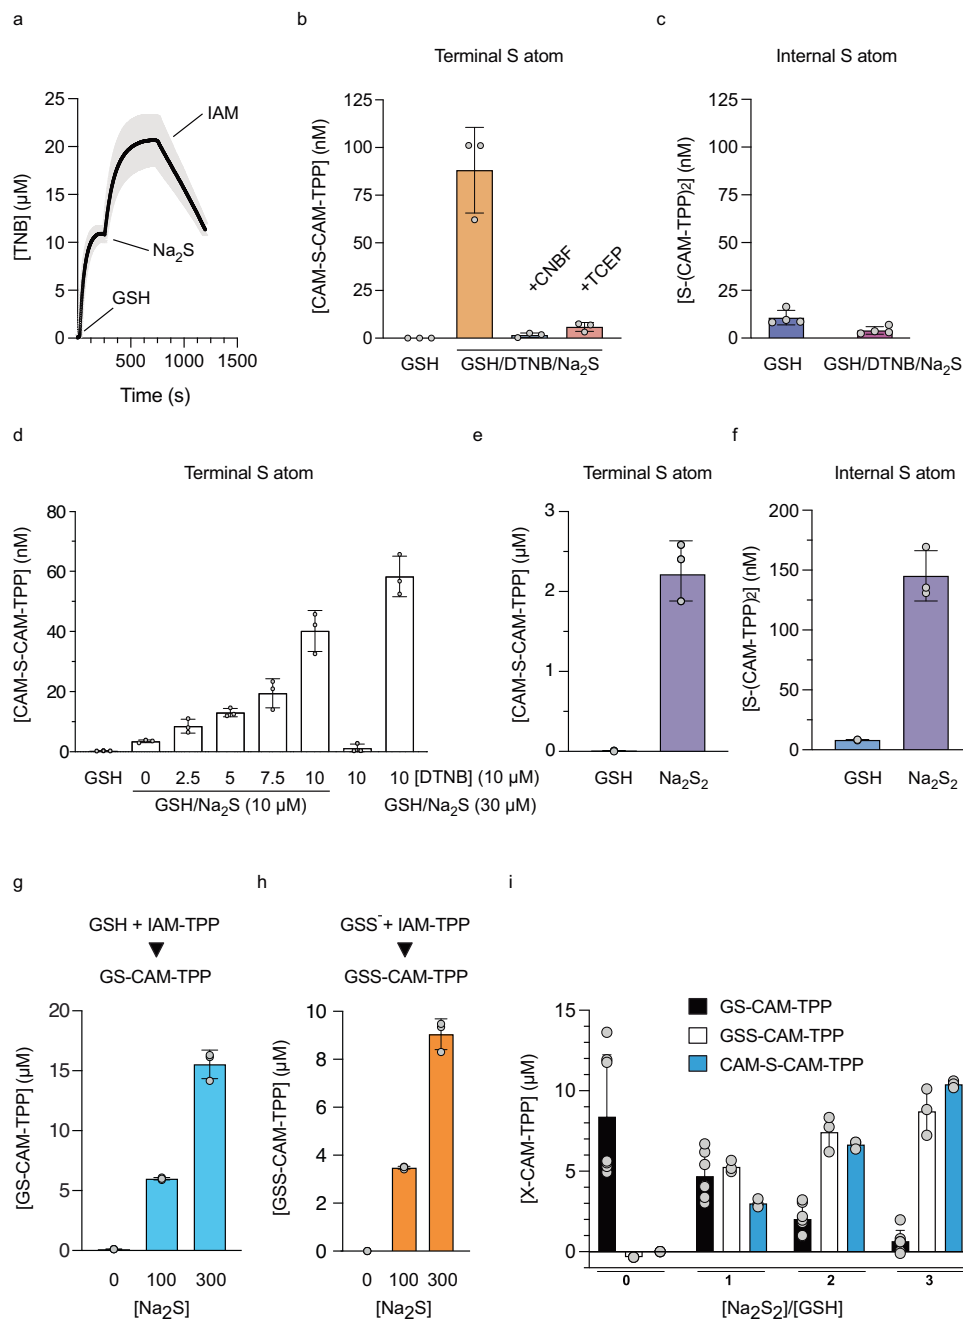 a
[TNB] (µM)
25
20
15
10
5
0
IAM
Na2S
GSH
500
1000
1500
Time (s)
b
Terminal S atom
[CAM-S-CAM-TPP] (nM)
125
100
75
50
25
0
+CNBF
+TCEP
GSH
GSH/DTNB/Na2S
c
Internal S atom
[S-(CAM-TPP)2] (nM)
125
100
75
50
25
0
GSH
GSH/DTNB/Na2S
d
Terminal S atom
[CAM-S-CAM-TPP] (nM)
80
60
40
20
0
GSH 0 2.5 5 7.5 10 10 10 [DTNB] (10 µM)
GSH/Na2S (10 µM) GSH/Na2S (30 µM)
e
Terminal S atom
[CAM-S-CAM-TPP] (µM)
3
2
1
0
GSH Na2S2
f
Internal S atom
[S-(CAM-TPP)2] (nM)
200
150
100
50
0
GSH Na2S2
g
GSH + IAM-TPP
▼
GS-CAM-TPP
[GS-CAM-TPP] (µM)
20
15
10
5
0
0 100 300
[Na2S]
h
GSS⁻ + IAM-TPP
▼
GSS-CAM-TPP
[GSS-CAM-TPP] (µM)
10
8
6
4
2
0
0 100 300
[Na2S]
i
GS-CAM-TPP
GSS-CAM-TPP
CAM-S-CAM-TPP
[X-CAM-TPP] (µM)
15
10
5
0
0 1 2 3
[Na2S2]/[GSH]